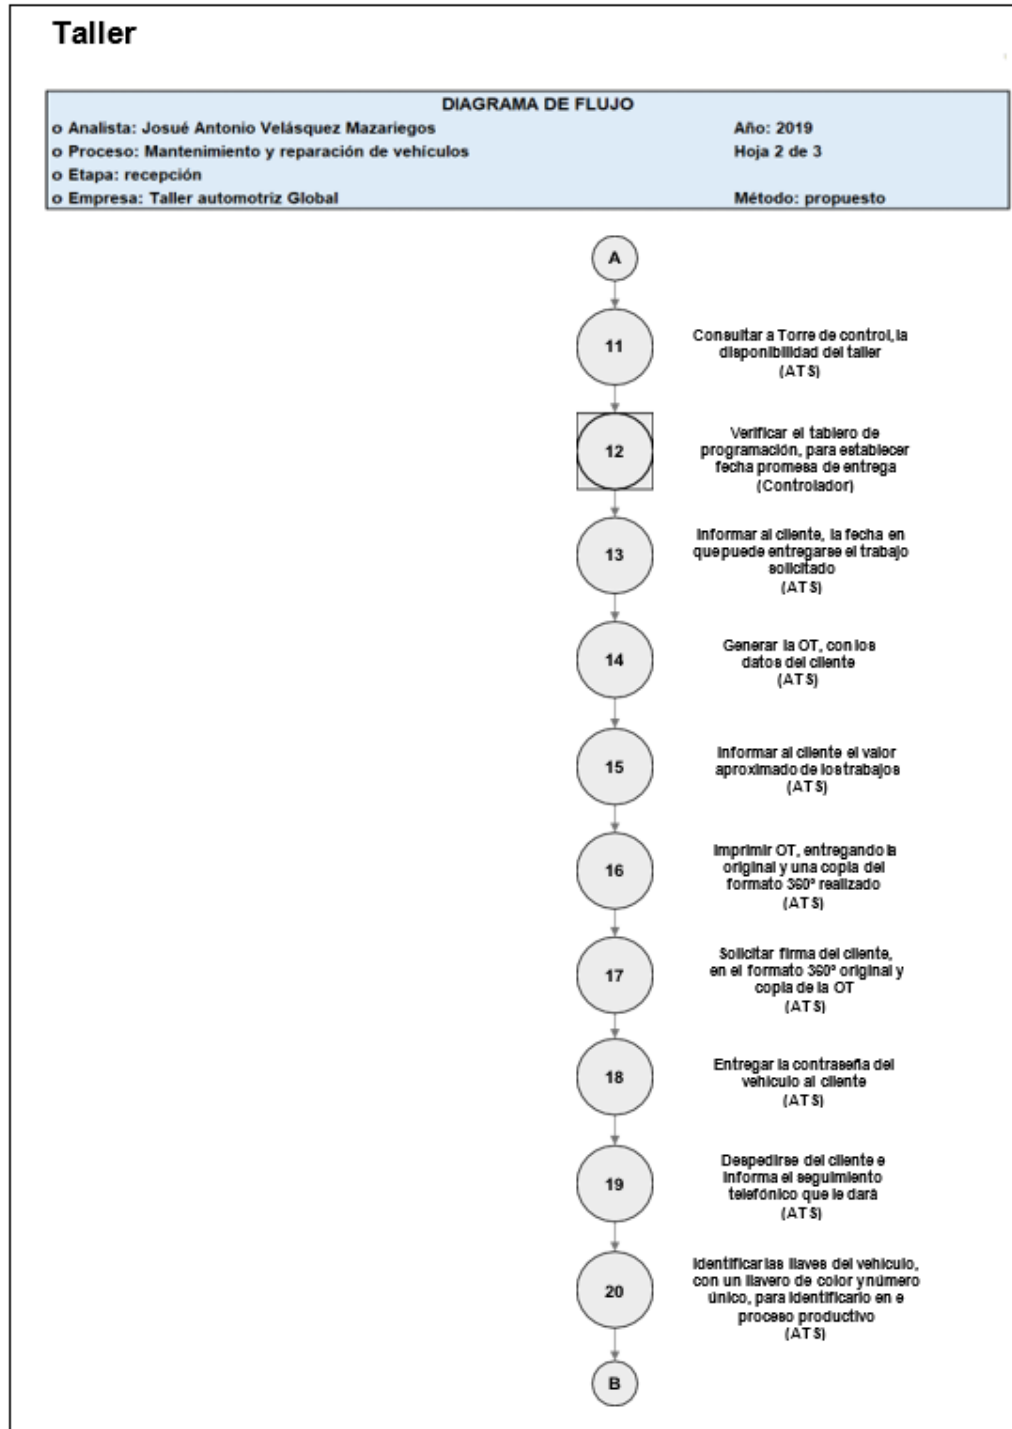 Taller
DIAGRAMA DE FLUJO
o Analista: Josué Antonio Velásquez Mazariegos
Año: 2019
o Proceso: Mantenimiento y reparación de vehículos
Hoja 2 de 3
o Etapa: recepción
o Empresa: Taller automotriz Global
Método: propuesto
A
11
Consultar a Torre de control, la
disponibilidad del taller
(ATS)
12
Verificar el tablero de
programación, para establecer
fecha promesa de entrega
(Controlador)
13
Informar al cliente, la fecha en
que puede entregarse el trabajo
solicitado
(ATS)
14
Generar la OT, con los
datos del cliente
(ATS)
15
Informar al cliente el valor
aproximado de los trabajos
(ATS)
16
Imprimir OT, entregando la
original y una copia del
formato 360º realizado
(ATS)
17
Solicitar firma del cliente,
en el formato 360º original y
copia de la OT
(ATS)
18
Entregar la contraseña del
vehículo al cliente
(ATS)
19
Despedirse del cliente e
informa el seguimiento
telefónico que le dará
(ATS)
20
Identificar las llaves del vehículo,
con un llavero de color y número
único, para identificarlo en e
proceso productivo
(ATS)
B